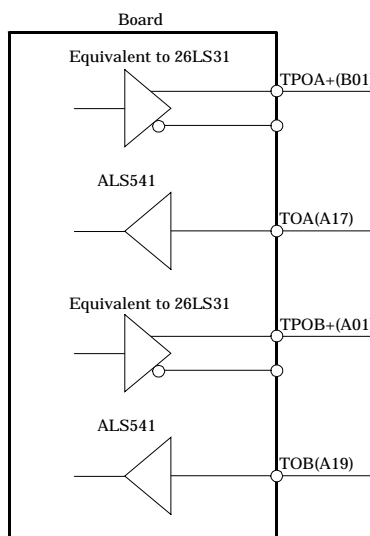 Board
Equivalent to 26LS31
TPOA+(B01)
ALS541
TOA(A17)
Equivalent to 26LS31
TPOB+(A01)
ALS541
TOB(A19)